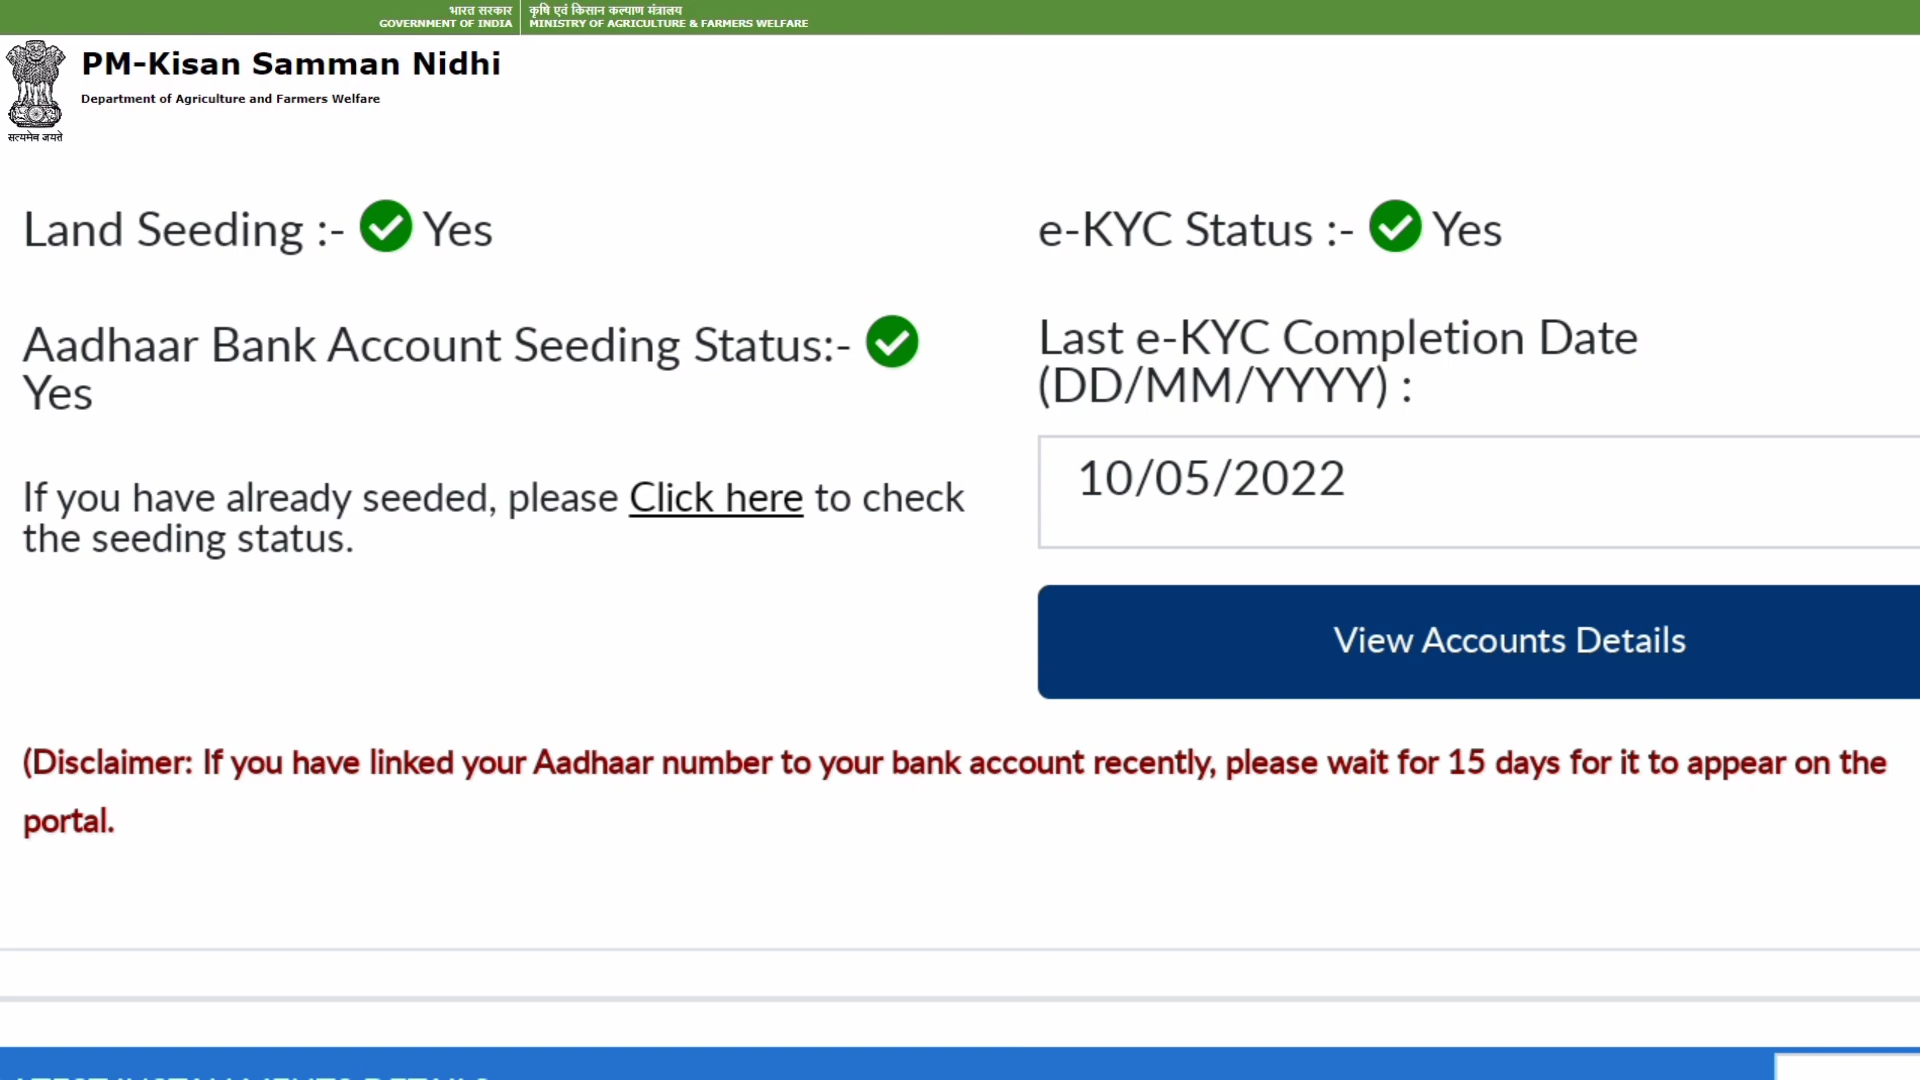 भारत सरकार
GOVERNMENT OF INDIA
कृषि एवं किसान कल्याण मंत्रालय
MINISTRY OF AGRICULTURE & FARMERS WELFARE
PM-Kisan Samman Nidhi
Department of Agriculture and Farmers Welfare
सत्यमेव जयते
Land Seeding :- Yes
e-KYC Status :- Yes
Aadhaar Bank Account Seeding Status:-
Yes
Last e-KYC Completion Date
(DD/MM/YYYY) :
10/05/2022
If you have already seeded, please Click here to check
the seeding status.
View Accounts Details
(Disclaimer: If you have linked your Aadhaar number to your bank account recently, please wait for 15 days for it to appear on the
portal.